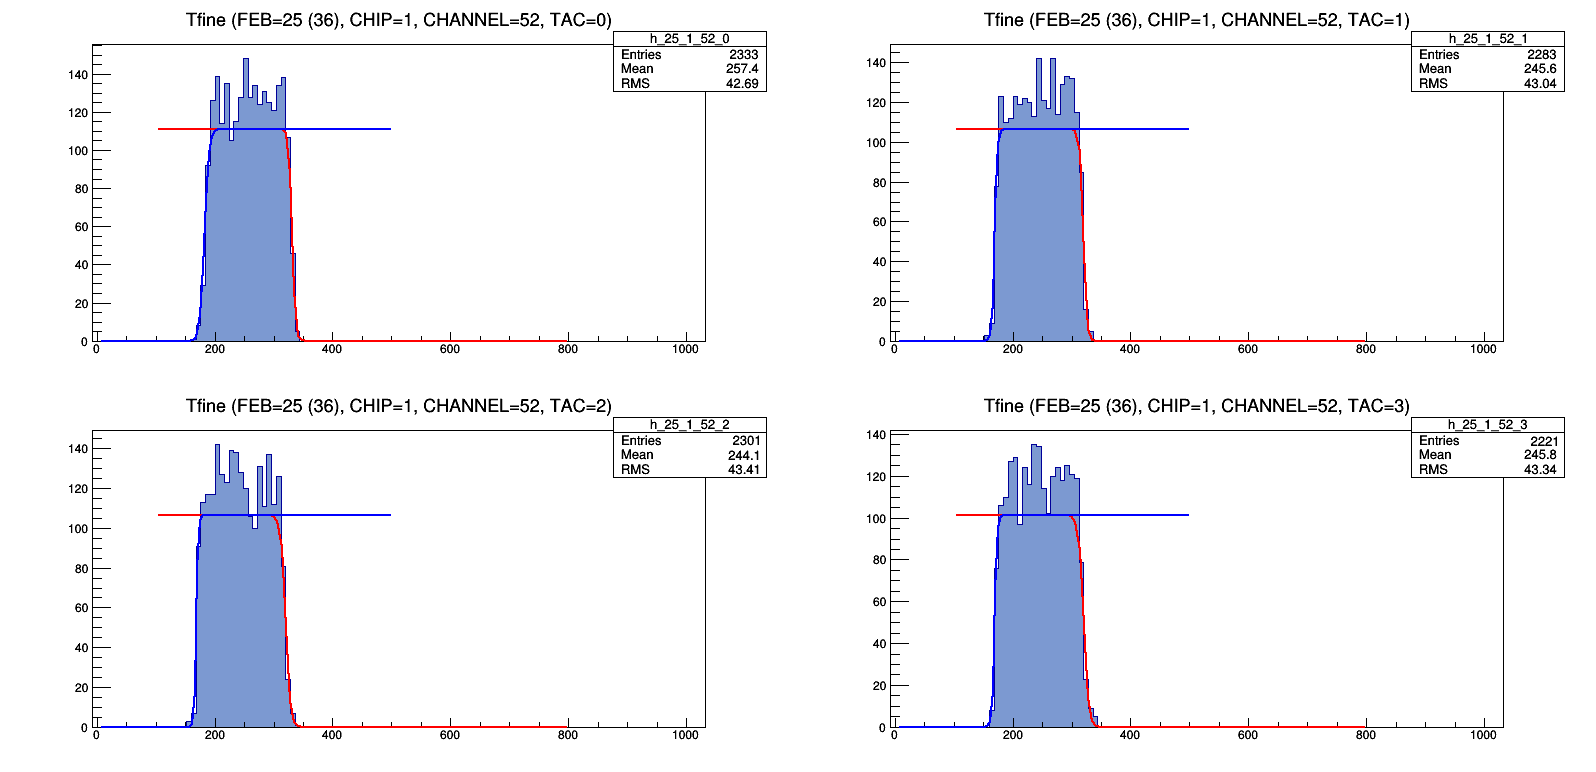 Tfine (FEB=25 (36), CHIP=1, CHANNEL=52, TAC=0)
h_25_1_52_0
Entries 2333
Mean 257.4
RMS 42.69
140
120
100
80
60
40
20
0
0 200 400 600 800 1000
Tfine (FEB=25 (36), CHIP=1, CHANNEL=52, TAC=1)
h_25_1_52_1
Entries 2283
Mean 245.6
RMS 43.04
140
120
100
80
60
40
20
0
0 200 400 600 800 1000
Tfine (FEB=25 (36), CHIP=1, CHANNEL=52, TAC=2)
h_25_1_52_2
Entries 2301
Mean 244.1
RMS 43.41
140
120
100
80
60
40
20
0
0 200 400 600 800 1000
Tfine (FEB=25 (36), CHIP=1, CHANNEL=52, TAC=3)
h_25_1_52_3
Entries 2221
Mean 245.8
RMS 43.34
140
120
100
80
60
40
20
0
0 200 400 600 800 1000